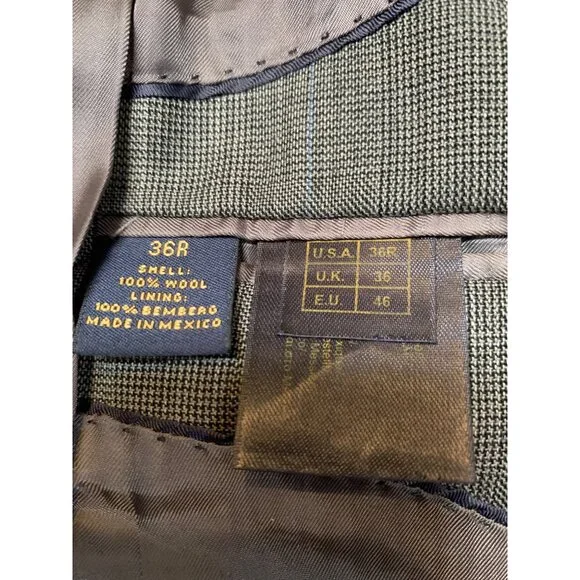 36R
SHELL:
100% WOOL
LINING:
100% BEMBERG
MADE IN MEXICO
U.S.A. 36R
U.K. 36
E.U 46